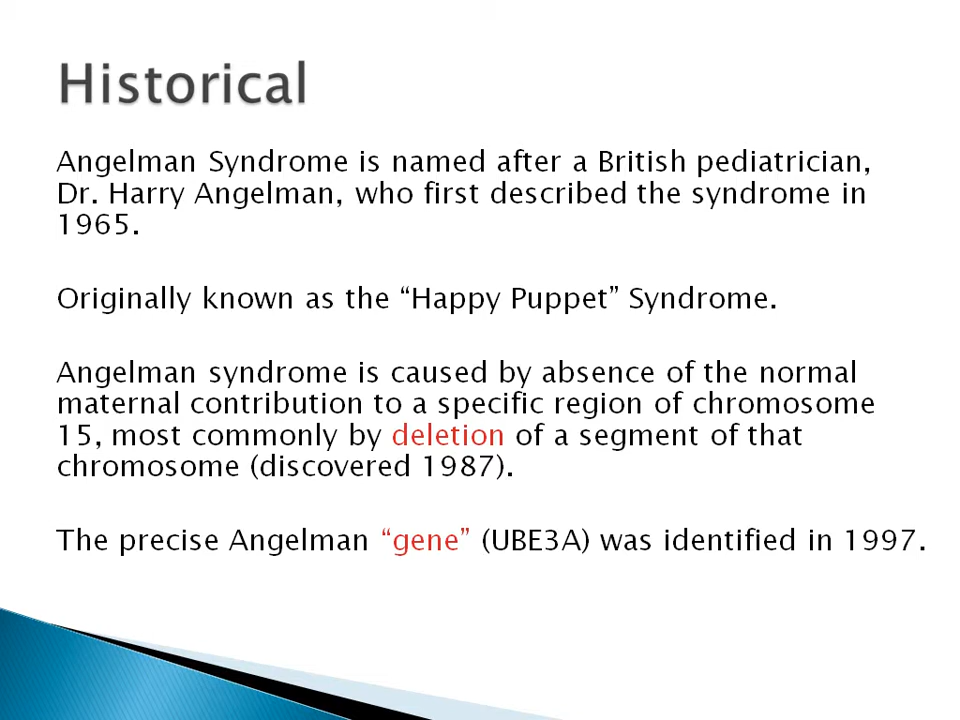 Historical
Angelman Syndrome is named after a British pediatrician,
Dr. Harry Angelman, who first described the syndrome in
1965.
Originally known as the “Happy Puppet” Syndrome.
Angelman syndrome is caused by absence of the normal
maternal contribution to a specific region of chromosome
15, most commonly by deletion of a segment of that
chromosome (discovered 1987).
The precise Angelman “gene” (UBE3A) was identified in 1997.